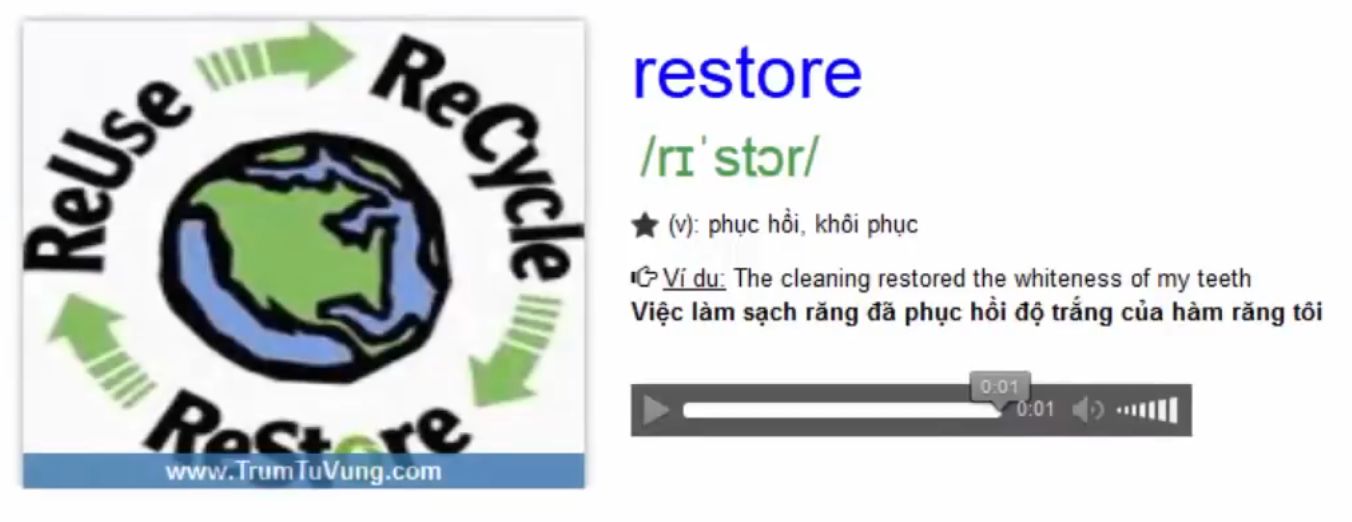 ReUse
ReCycle
ReStore
www.TrumTuVung.com
restore
/rɪˈstɔr/
(v): phục hồi, khôi phục
Ví dụ: The cleaning restored the whiteness of my teeth
Việc làm sạch răng đã phục hồi độ trắng của hàm răng tôi
0:01
0:01